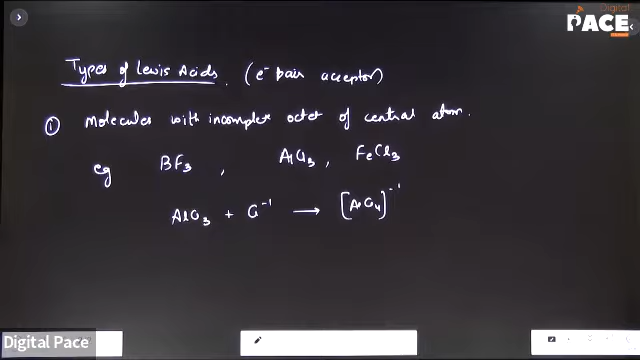 Digital
PACE
Types of Lewis Acids. (e⁻ pair acceptor)
① Molecules with incomplete octet of central atom.
eg BF₃, AlCl₃, FeCl₃
AlCl₃ + Cl⁻¹ ⟶ [AlCl₄]⁻¹
Digital Pace